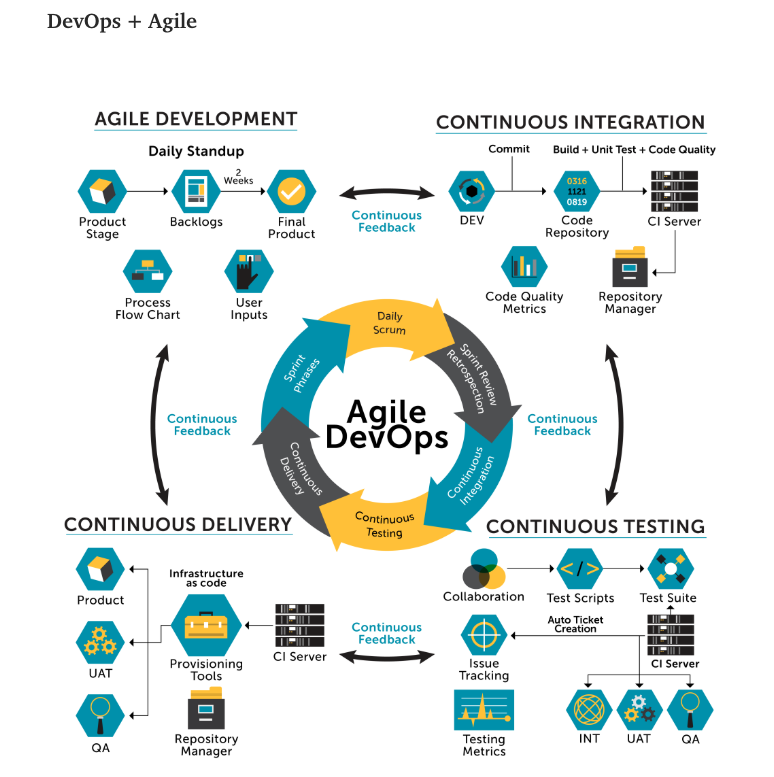 DevOps + Agile
AGILE DEVELOPMENT
Daily Standup
2
Weeks
Product
Stage
Backlogs
Final
Product
Process
Flow Chart
User
Inputs
Continuous
Feedback
CONTINUOUS INTEGRATION
Commit
Build + Unit Test + Code Quality
0316
1121
0819
DEV
Code
Repository
CI Server
Code Quality
Metrics
Repository
Manager
Daily
Scrum
Sprint Review
Retrospection
Continuous
Integration
Continuous
Testing
Continuous
Delivery
Sprint
Phrases
Agile
DevOps
Continuous
Feedback
Continuous
Feedback
CONTINUOUS DELIVERY
Infrastructure
as code
Product
UAT
QA
Provisioning
Tools
CI Server
Repository
Manager
Continuous
Feedback
CONTINUOUS TESTING
</>
Collaboration
Test Scripts
Test Suite
Auto Ticket
Creation
Issue
Tracking
CI Server
Testing
Metrics
INT
UAT
QA